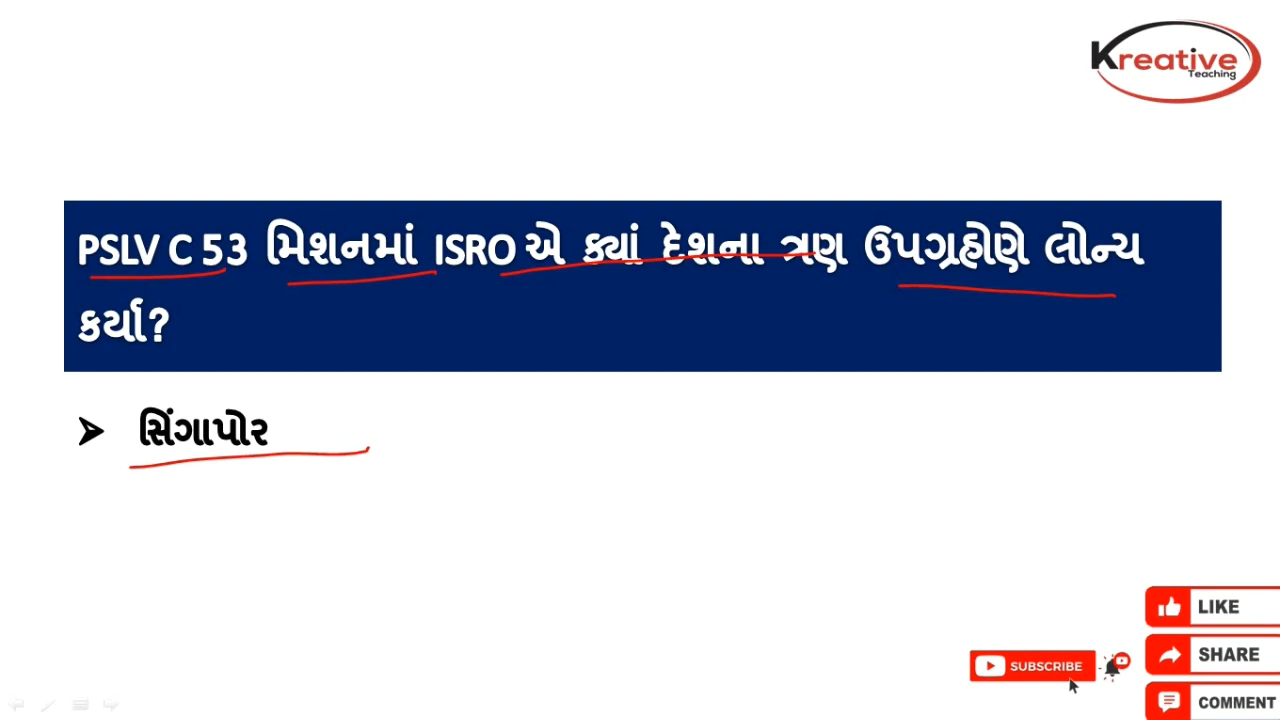 Kreative
Teaching
PSLV C 53 મિશનમાં ISRO એ ક્યાં દેશના ત્રણ ઉપગ્રહોણે લોન્ચ
કર્યા?
➤ સિંગાપોર
LIKE
SUBSCRIBE
SHARE
COMMENT